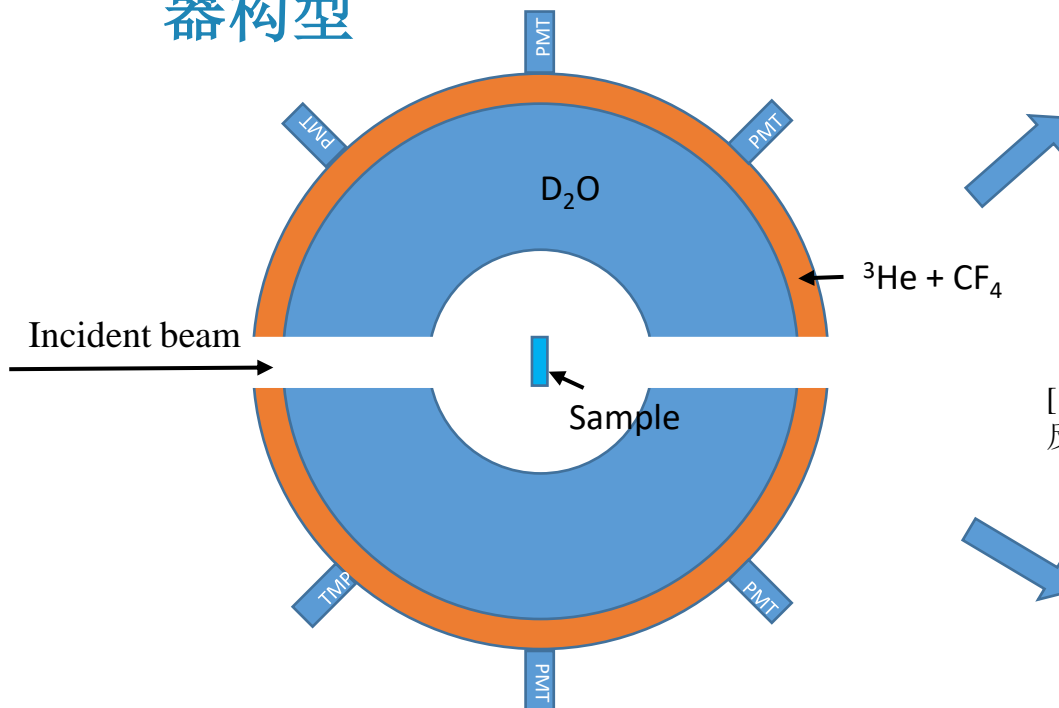 器构型
PMT
PMT
PMT
D₂O
³He + CF₄
Incident beam
Sample
[
TMP
PMT
PMT